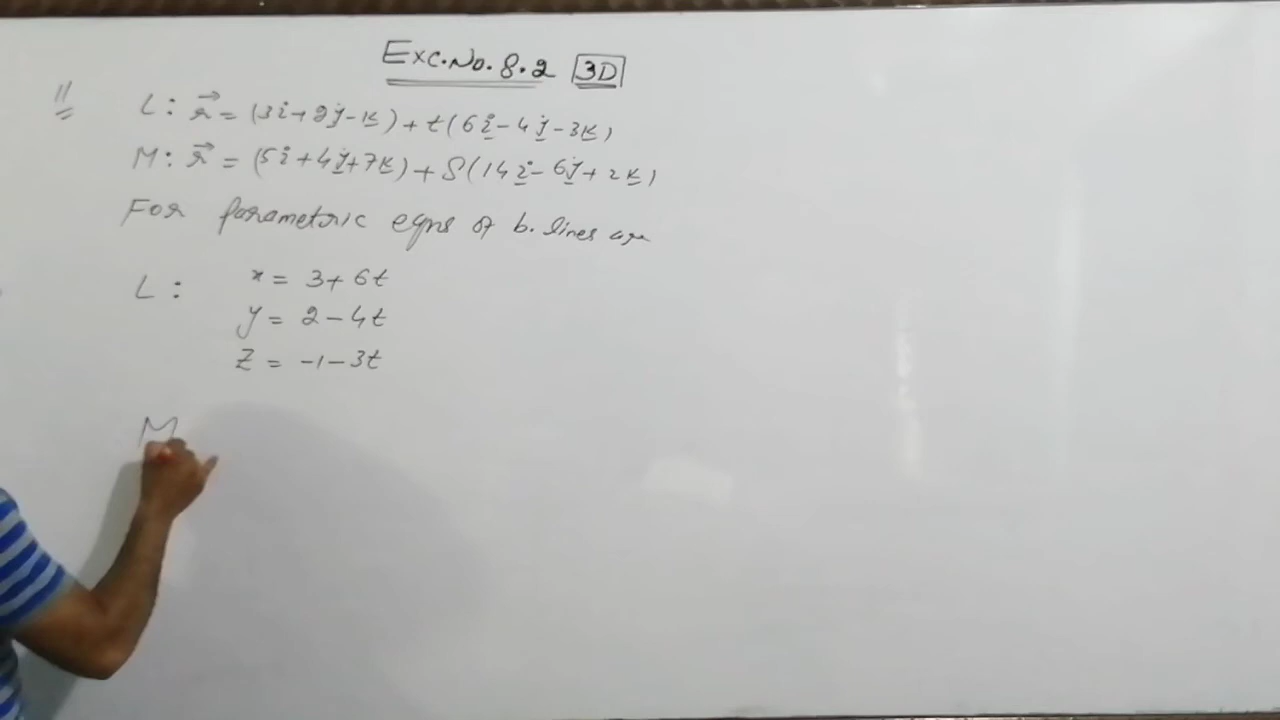 Exc.No.8.2 3D
11
L: r⃗ = (3i+2j-k)+t(6i-4j-3k)
M: r⃗ = (5i+4j+7k)+S(14i-6j+2k)
For parametric eqns of b. lines are
L: x = 3+6t
y = 2-4t
z = -1-3t
M